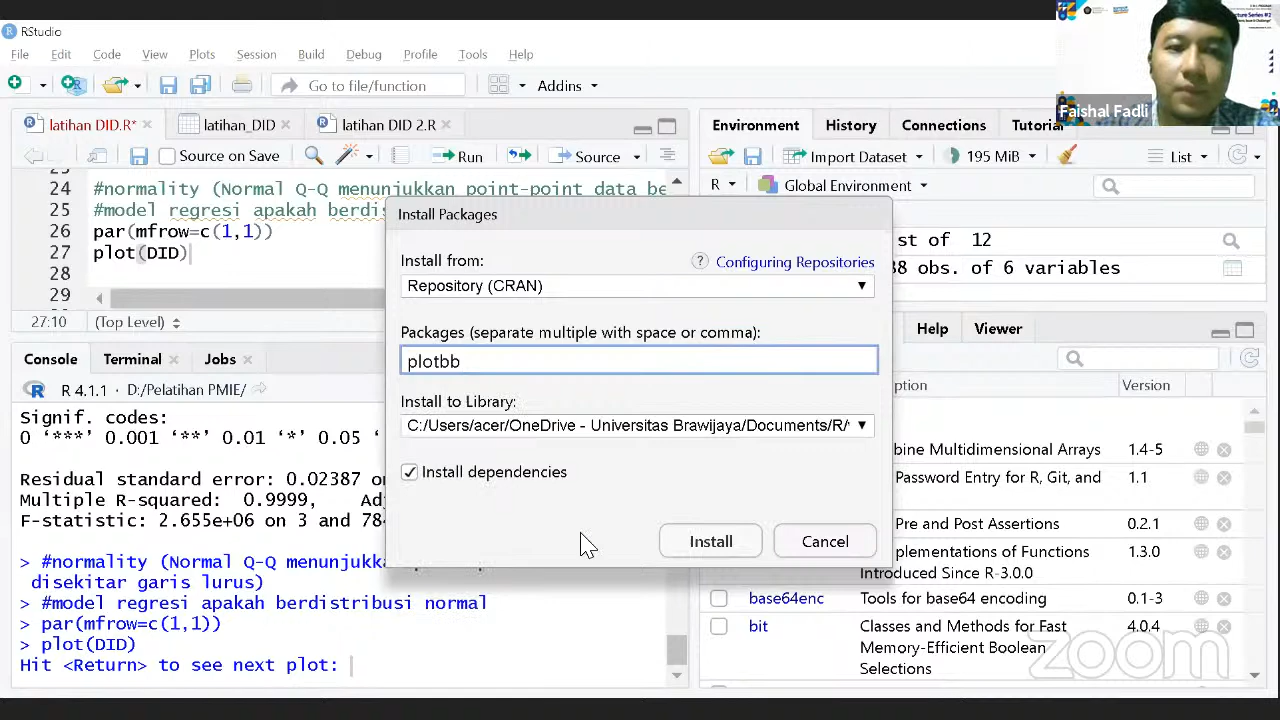 RStudio
File Edit Code View Plots Session Build Debug Profile Tools Help
Go to file/function Addins
latihan DID.R* latihan_DID latihan DID 2.R
Source on Save Run Source
24 #normality (Normal Q-Q menunjukkan point-point data be
25 #model regresi apakah berdis
26 par(mfrow=c(1,1))
27 plot(DID)
28
29
27:10 (Top Level)
Console Terminal Jobs
R 4.1.1 · D:/Pelatihan PMIE/
Signif. codes:
0 ‘***’ 0.001 ‘**’ 0.01 ‘*’ 0.05 ‘
Residual standard error: 0.02387 on
Multiple R-squared: 0.9999, Ad
F-statistic: 2.655e+06 on 3 and 784
> #normality (Normal Q-Q menunjukk
disekitar garis lurus)
> #model regresi apakah berdistribusi normal
> par(mfrow=c(1,1))
> plot(DID)
Hit <Return> to see next plot:
Install Packages
Install from: ? Configuring Repositories
Repository (CRAN)
Packages (separate multiple with space or comma):
plotbb
Install to Library:
C:/Users/acer/OneDrive - Universitas Brawijaya/Documents/R/
Install dependencies
Install Cancel
Environment History Connections Tutorial
Import Dataset 195 MiB List
R Global Environment
st of 12
88 obs. of 6 variables
Help Viewer
ption Version
bine Multidimensional Arrays 1.4-5
Password Entry for R, Git, and 1.1
Pre and Post Assertions 0.2.1
plementations of Functions 1.3.0
Introduced Since R-3.0.0
base64enc Tools for base64 encoding 0.1-3
bit Classes and Methods for Fast 4.0.4
Memory-Efficient Boolean
Selections
zoom
Faishal Fadli
cture Series #2